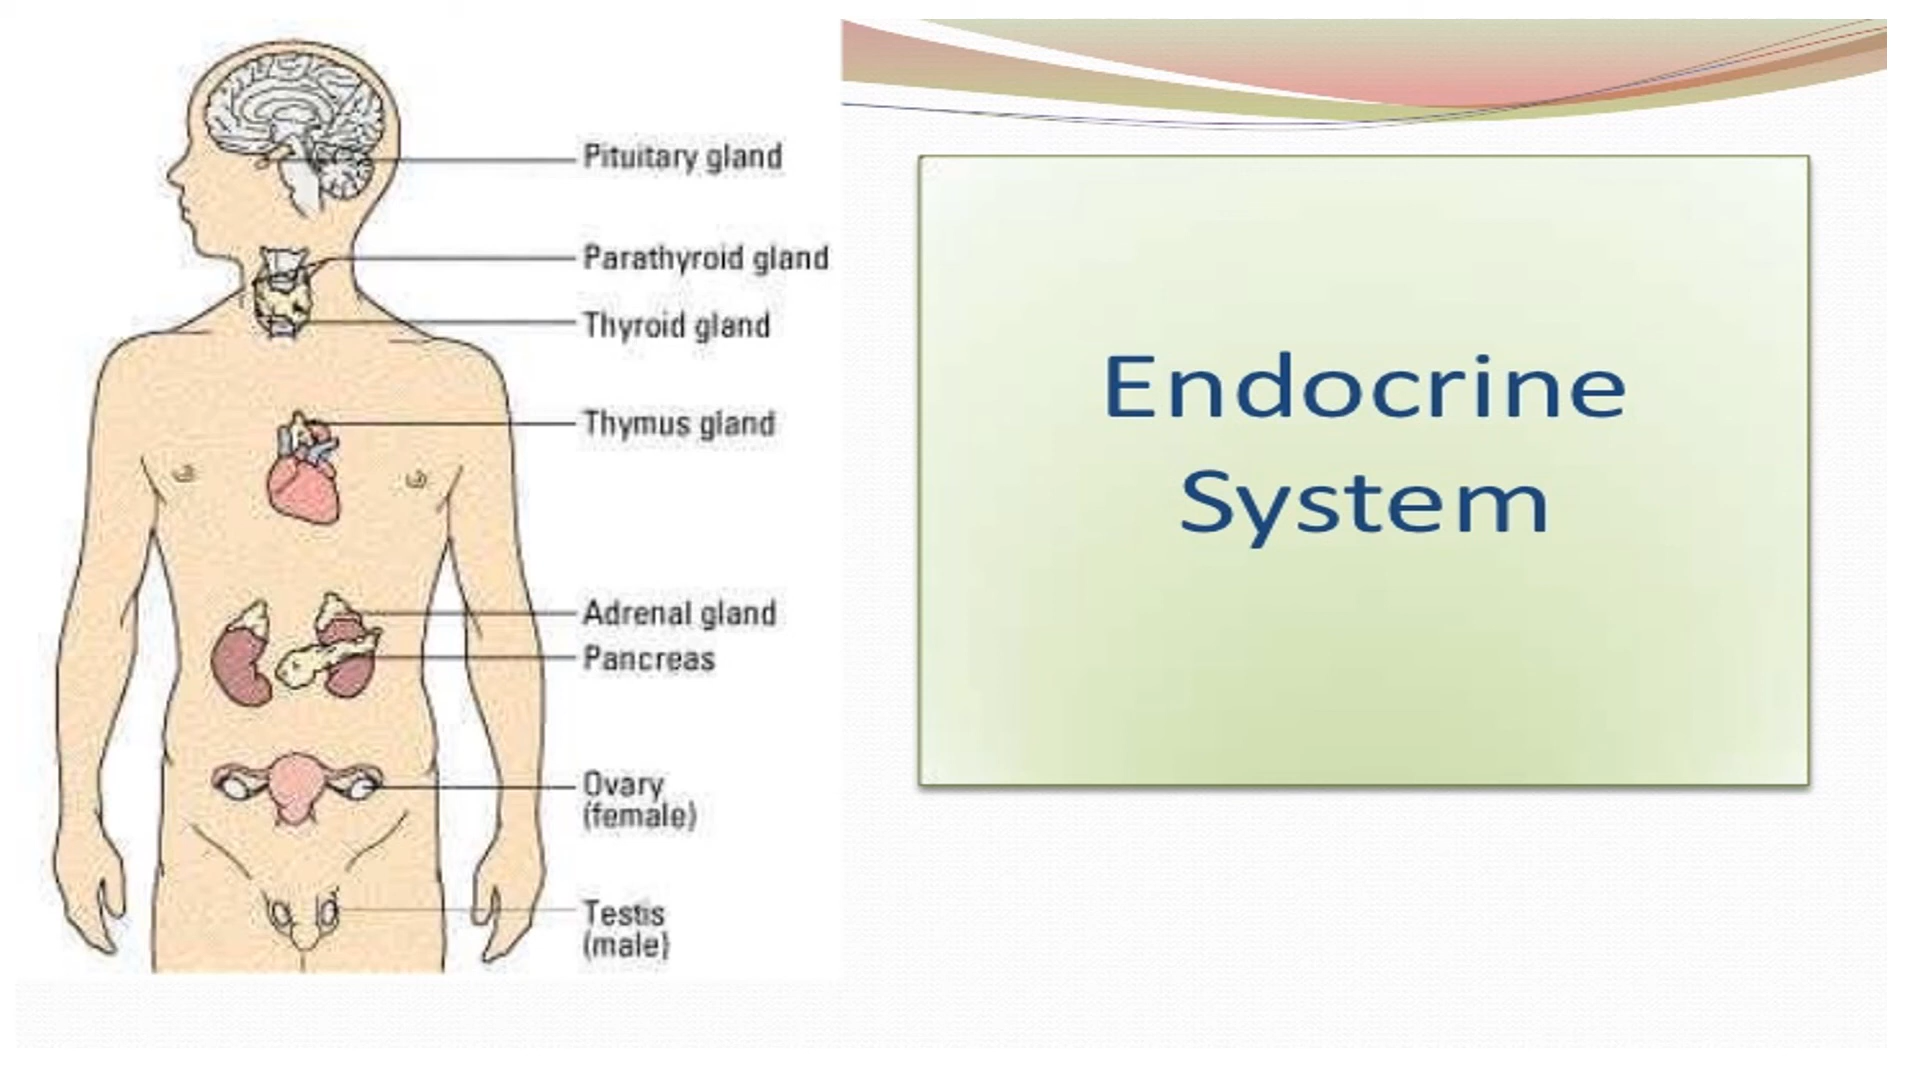 Pituitary gland
Parathyroid gland
Thyroid gland
Thymus gland
Adrenal gland
Pancreas
Ovary
(female)
Testis
(male)
Endocrine
System